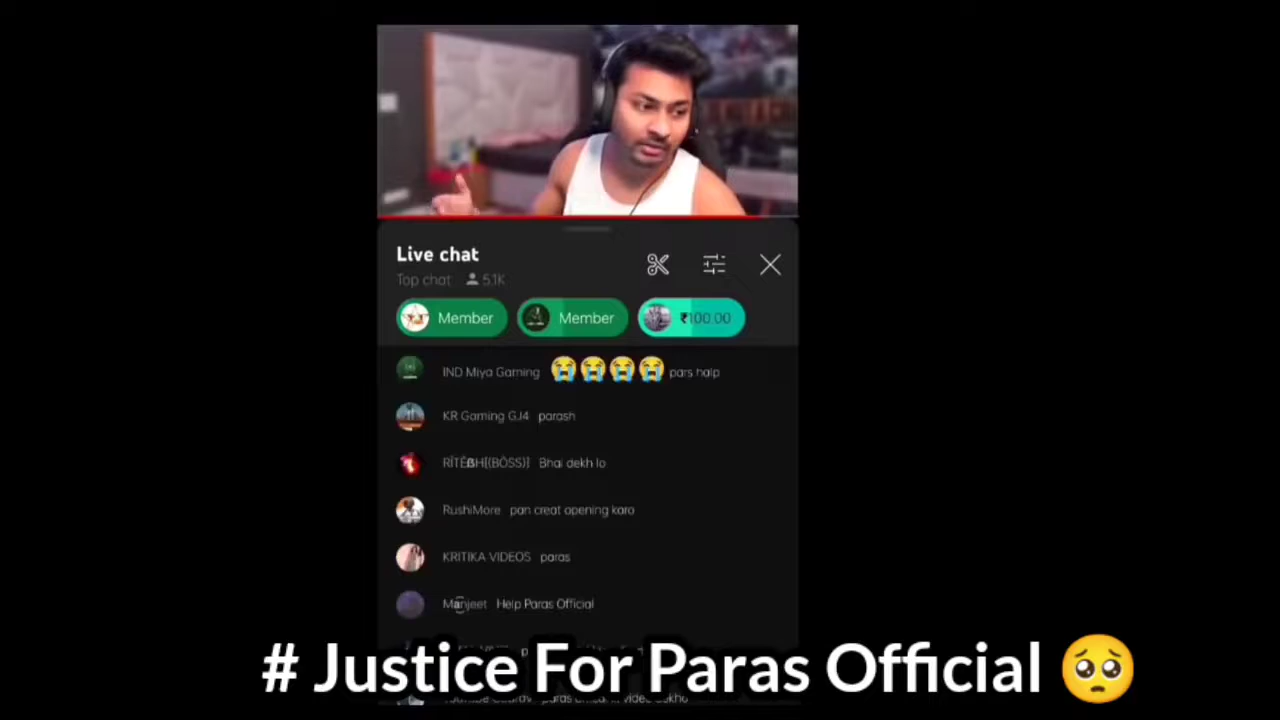 Live chat
Top chat 5.1K
Member Member ₹100.00
IND Miya Gaming 😭😭😭😭 pars halp
KR Gaming GJ4 parash
Bhai dekh lo
RushiMore pan creat opening karo
KRITIKA VIDEOS paras
Manjeet Help Paras Official
# Justice For Paras Official 🥺